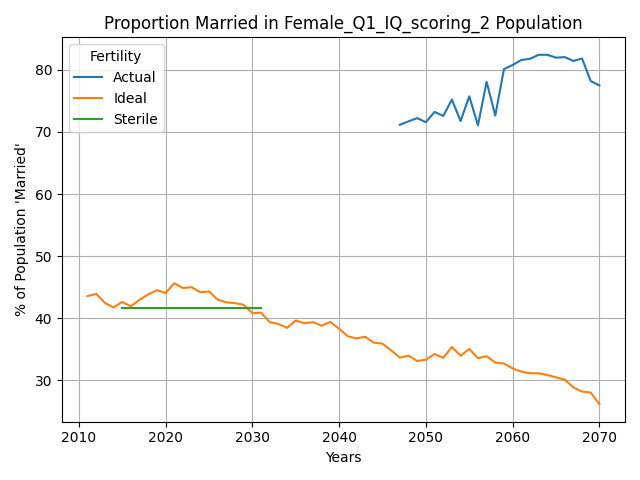 Proportion Married in Female_Q1_IQ_scoring_2 Population
Fertility
Actual
Ideal
Sterile
% of Population 'Married'
80
70
60
50
40
30
2010 2020 2030 2040 2050 2060 2070
Years